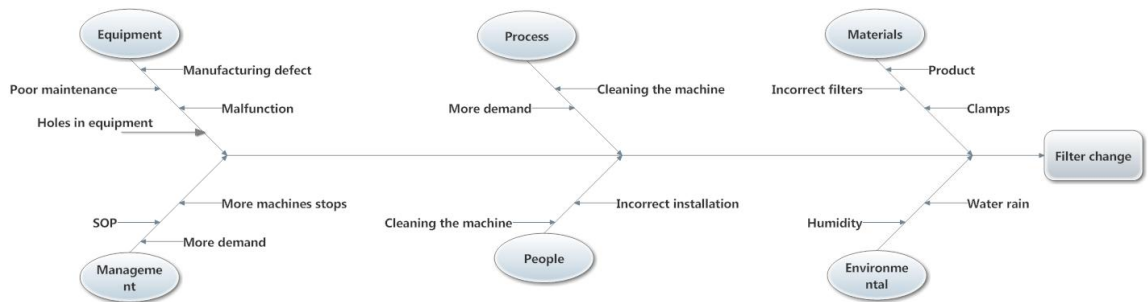 Equipment
Process
Materials
Manufacturing defect
Product
Poor maintenance
Cleaning the machine
Incorrect filters
Malfunction
More demand
Clamps
Holes in equipment
Filter change
More machines stops
Incorrect installation
Water rain
SOP
Cleaning the machine
Humidity
More demand
Manageme
nt
People
Environme
ntal